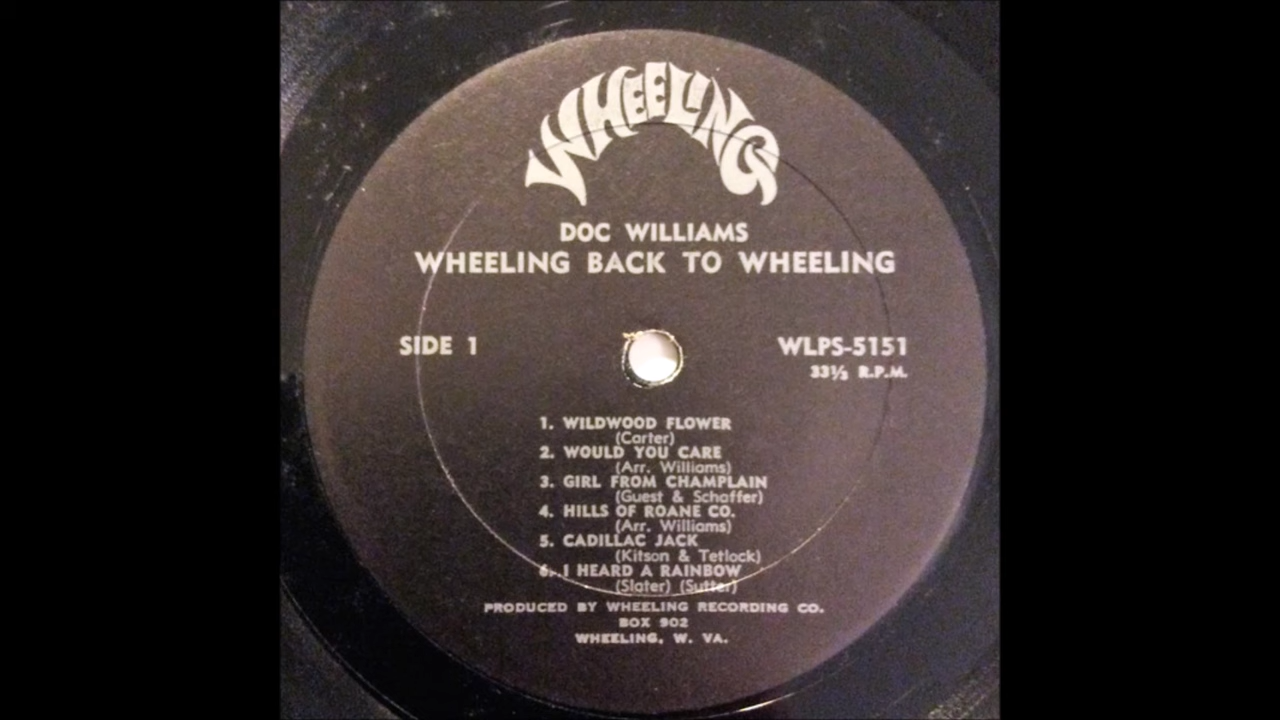 WHEELING
DOC WILLIAMS
WHEELING BACK TO WHEELING
SIDE 1
WLPS-5151
33⅓ R.P.M.
1. WILDWOOD FLOWER
(Carter)
2. WOULD YOU CARE
(Arr. Williams)
3. GIRL FROM CHAMPLAIN
(Guest & Schaffer)
4. HILLS OF ROANE CO.
(Arr. Williams)
5. CADILLAC JACK
(Kitson & Tetlock)
6. I HEARD A RAINBOW
(Slater) (Sutter)
PRODUCED BY WHEELING RECORDING CO.
BOX 902
WHEELING, W. VA.